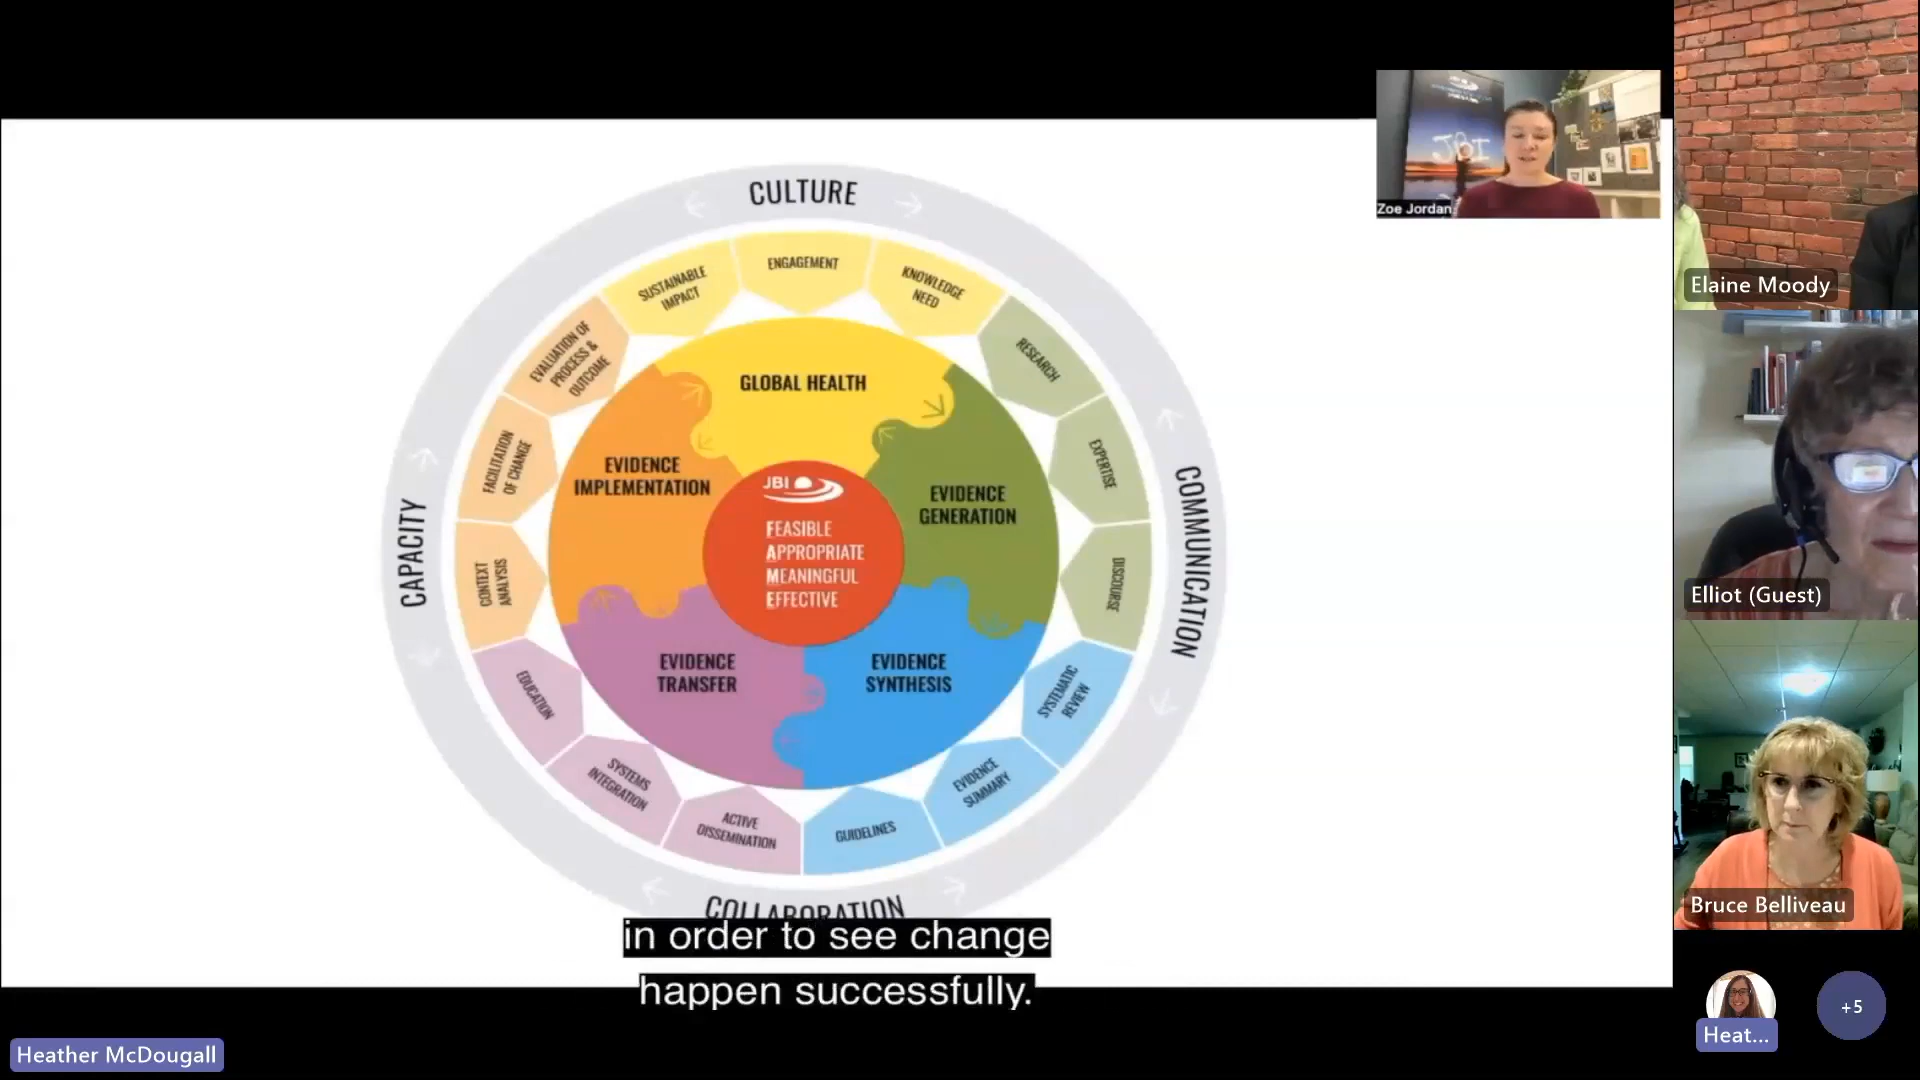 CULTURE
COMMUNICATION
COLLABORATION
CAPACITY
SUSTAINABLE
IMPACT
ENGAGEMENT
KNOWLEDGE
NEED
RESEARCH
EXPERTISE
DISCOURSE
SYSTEMATIC
REVIEW
EVIDENCE
SUMMARY
GUIDELINES
ACTIVE
DISSEMINATION
SYSTEMS
INTEGRATION
EDUCATION
CONTEXT
ANALYSIS
FACILITATION
OF CHANGE
EVALUATION OF
PROCESS &
OUTCOME
GLOBAL HEALTH
EVIDENCE
GENERATION
EVIDENCE
SYNTHESIS
EVIDENCE
TRANSFER
EVIDENCE
IMPLEMENTATION
JBI
FEASIBLE
APPROPRIATE
MEANINGFUL
EFFECTIVE
in order to see change
happen successfully.
JBI
Zoe Jordan
Elaine Moody
Elliot (Guest)
Bruce Belliveau
Heat...
+5
Heather McDougall